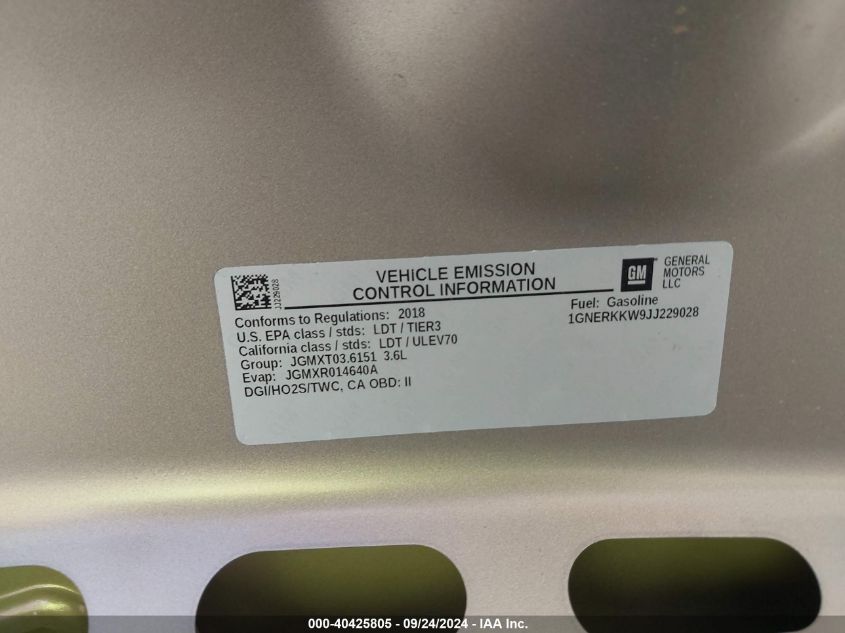 JJ229028
VEHICLE EMISSION
CONTROL INFORMATION
GM
GENERAL
MOTORS
LLC
Conforms to Regulations: 2018
U.S. EPA class / stds: LDT / TIER3
California class / stds: LDT / ULEV70
Group: JGMXT03.6151 3.6L
Evap: JGMXR014640A
DGI/HO2S/TWC, CA OBD: II
Fuel: Gasoline
1GNERKKW9JJ229028
000-40425805 - 09/24/2024 - IAA Inc.